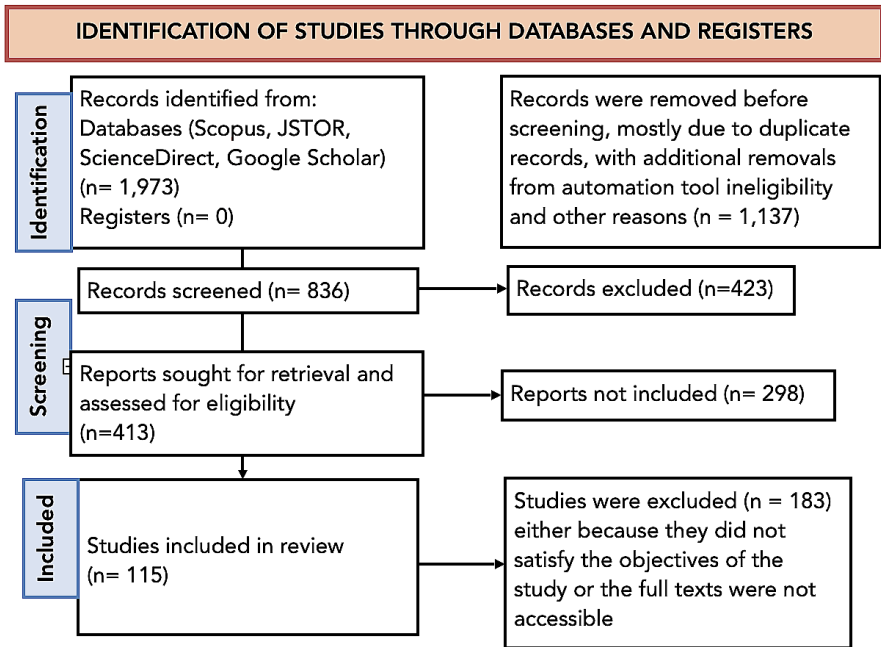 IDENTIFICATION OF STUDIES THROUGH DATABASES AND REGISTERS
Identification
Records identified from:
Databases (Scopus, JSTOR,
ScienceDirect, Google Scholar)
(n= 1,973)
Registers (n= 0)
Records were removed before
screening, mostly due to duplicate
records, with additional removals
from automation tool ineligibility
and other reasons (n = 1,137)
Screening
Records screened (n= 836)
Records excluded (n=423)
Reports sought for retrieval and
assessed for eligibility
(n=413)
Reports not included (n= 298)
Included
Studies included in review
(n= 115)
Studies were excluded (n = 183)
either because they did not
satisfy the objectives of the
study or the full texts were not
accessible